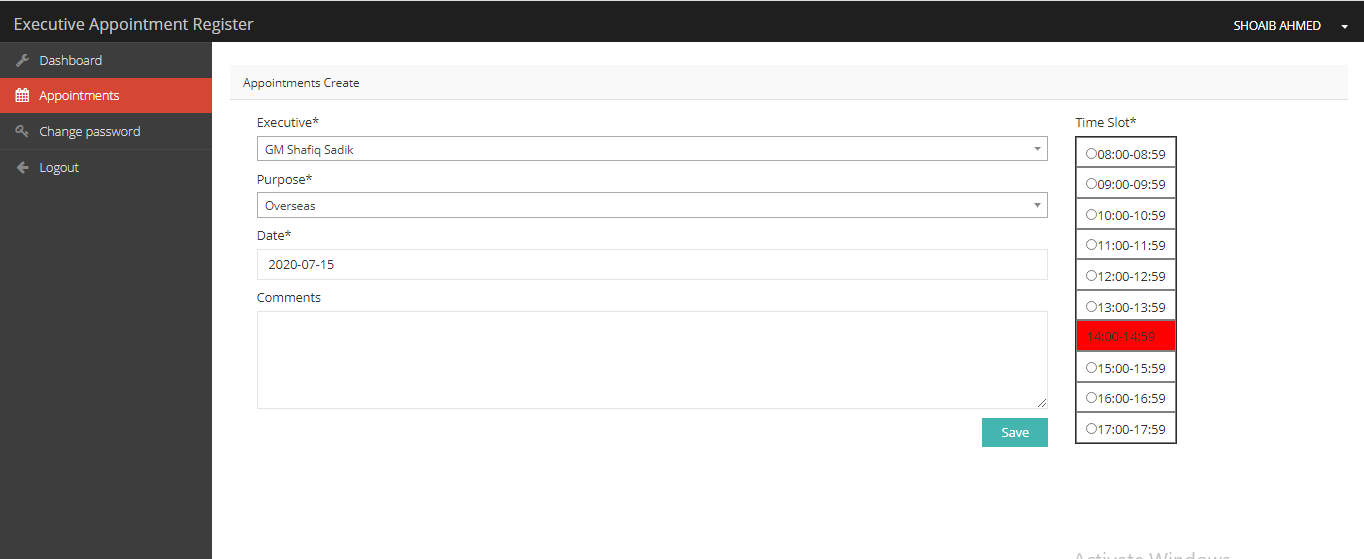 Executive Appointment Register
SHOAIB AHMED
Dashboard
Appointments
Change password
Logout
Appointments Create
Executive*
GM Shafiq Sadik
Purpose*
Overseas
Date*
2020-07-15
Comments
Save
Time Slot*
08:00-08:59
09:00-09:59
10:00-10:59
11:00-11:59
12:00-12:59
13:00-13:59
14:00-14:59
15:00-15:59
16:00-16:59
17:00-17:59
Activate Windows